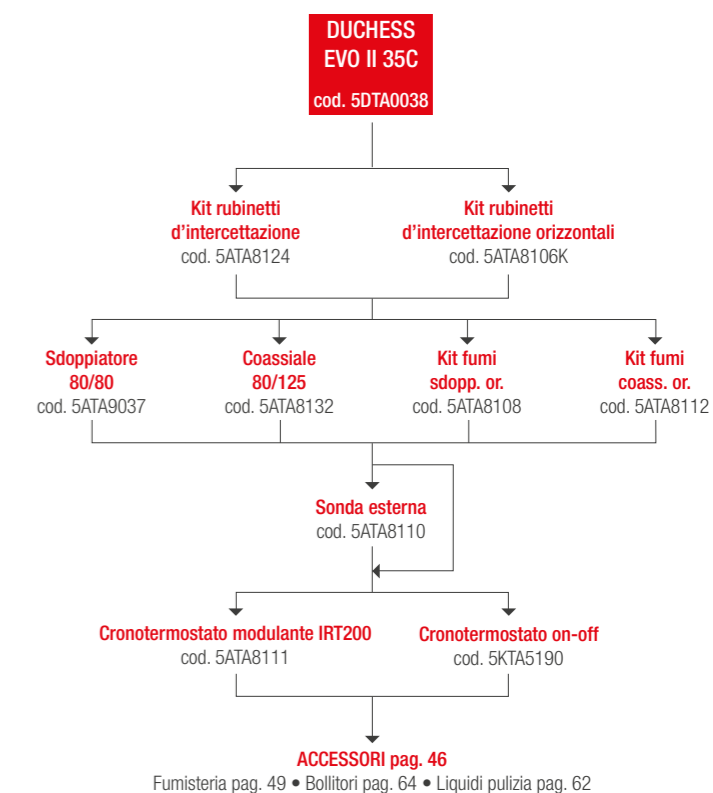 DUCHESS
EVO II 35C
cod. 5DTA0038
Kit rubinetti
d’intercettazione
cod. 5ATA8124
Kit rubinetti
d’intercettazione orizzontali
cod. 5ATA8106K
Sdoppiatore
80/80
cod. 5ATA9037
Coassiale
80/125
cod. 5ATA8132
Kit fumi
sdopp. or.
cod. 5ATA8108
Kit fumi
coass. or.
cod. 5ATA8112
Sonda esterna
cod. 5ATA8110
Cronotermostato modulante IRT200
cod. 5ATA8111
Cronotermostato on-off
cod. 5KTA5190
ACCESSORI pag. 46
Fumisteria pag. 49 • Bollitori pag. 64 • Liquidi pulizia pag. 62